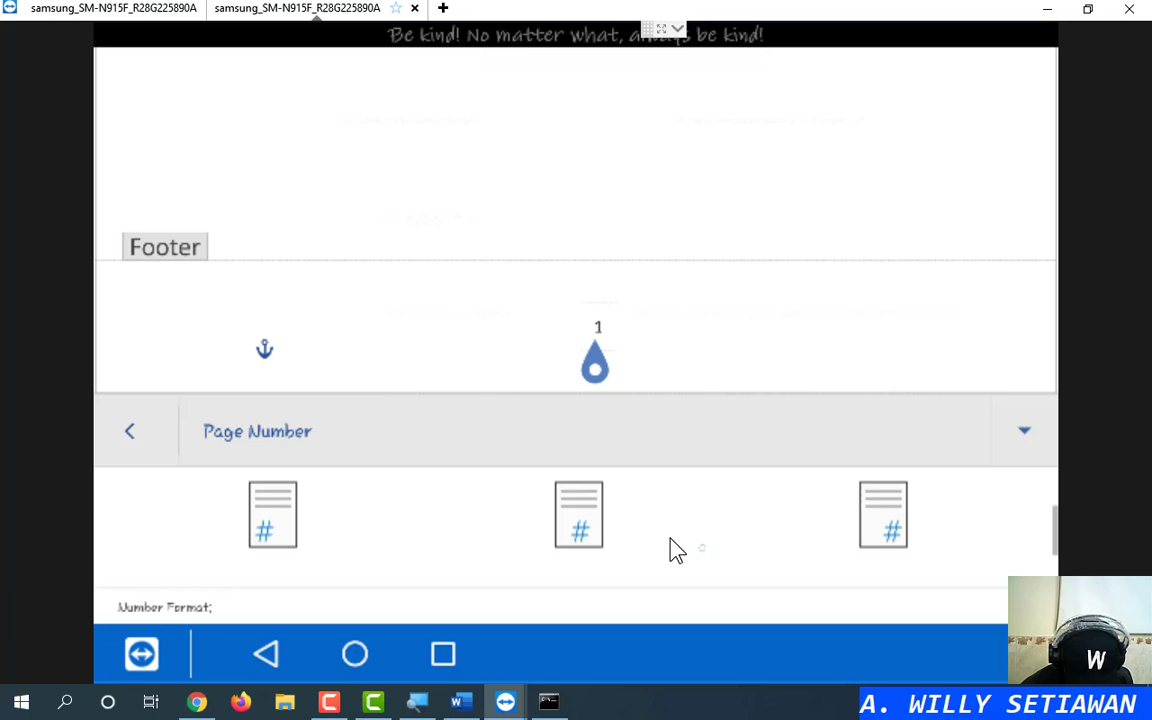 samsung_SM-N915F_R28G225890A
samsung_SM-N915F_R28G225890A
Be kind! No matter what, always be kind!
Footer
1
Page Number
#
#
#
Number Format:
W
A. WILLY SETIAWAN